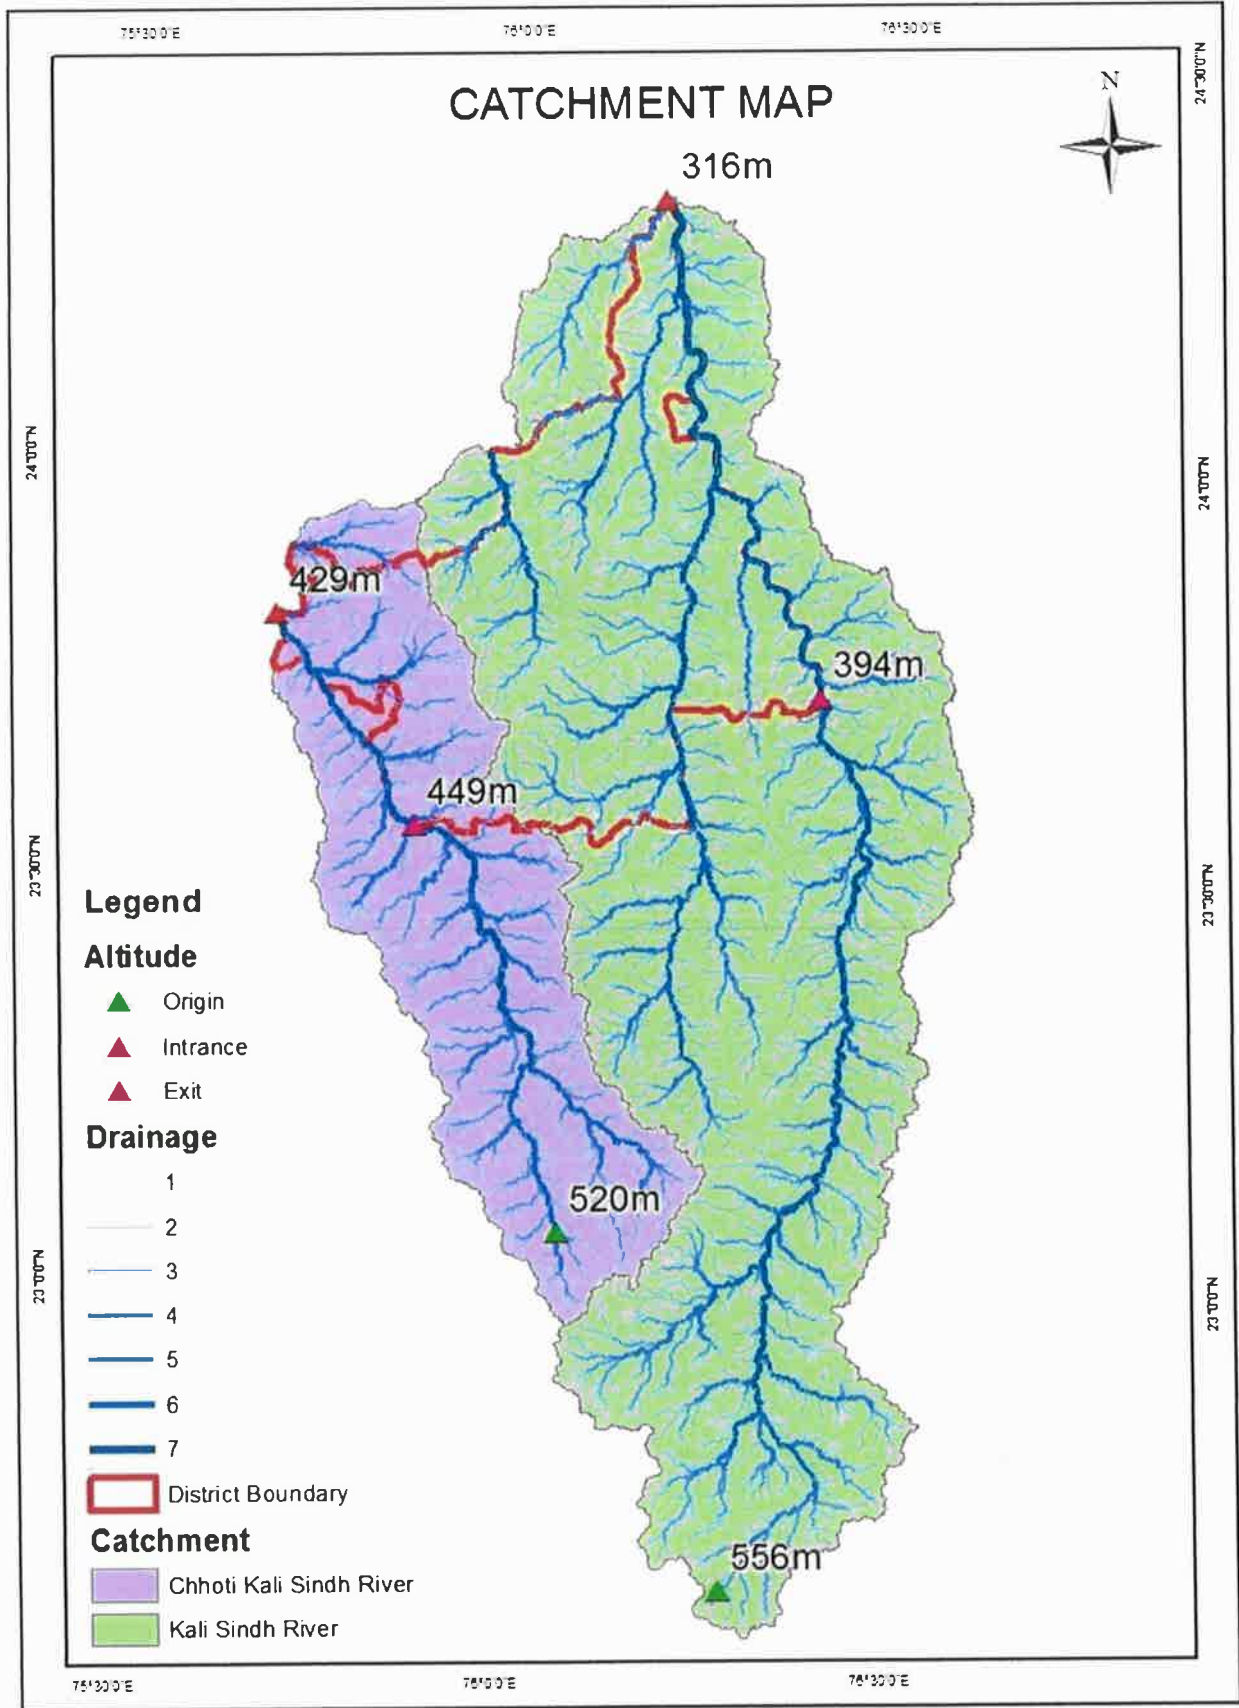 75°30'0"E
76°0'0"E
76°30'0"E
24°30'0"N
CATCHMENT MAP
N
316m
24°0'0"N
24°0'0"N
429m
394m
449m
23°30'0"N
23°30'0"N
Legend
Altitude
Origin
Intrance
Exit
Drainage
1
520m
2
3
23°0'0"N
23°0'0"N
4
5
6
7
District Boundary
Catchment
556m
Chhoti Kali Sindh River
Kali Sindh River
75°30'0"E
76°0'0"E
76°30'0"E